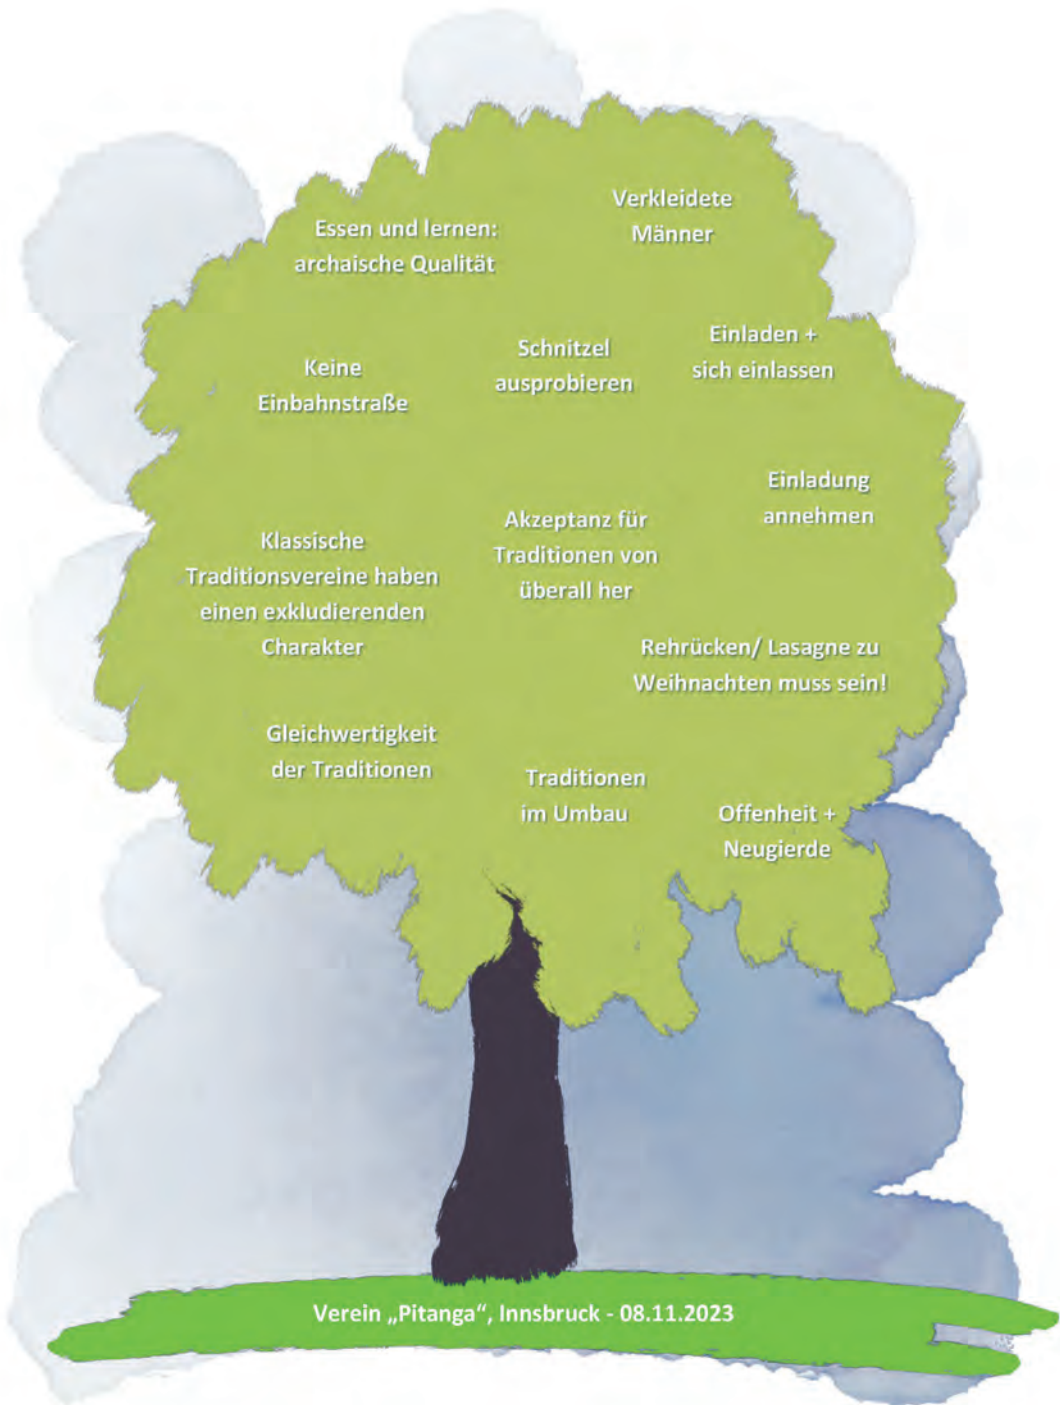 Verkleidete
Männer
Essen und lernen:
archaische Qualität
Einladen +
sich einlassen
Schnitzel
ausprobieren
Keine
Einbahnstraße
Einladung
annehmen
Akzeptanz für
Traditionen von
überall her
Klassische
Traditionsvereine haben
einen exkludierenden
Charakter
Rehrücken/ Lasagne zu
Weihnachten muss sein!
Gleichwertigkeit
der Traditionen
Traditionen
im Umbau
Offenheit +
Neugierde
Verein „Pitanga“, Innsbruck - 08.11.2023